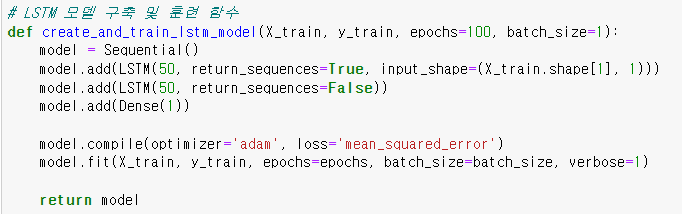 # LSTM 모델 구축 및 훈련 함수
def create_and_train_lstm_model(X_train, y_train, epochs=100, batch_size=1):
    model = Sequential()
    model.add(LSTM(50, return_sequences=True, input_shape=(X_train.shape[1], 1)))
    model.add(LSTM(50, return_sequences=False))
    model.add(Dense(1))
    model.compile(optimizer='adam', loss='mean_squared_error')
    model.fit(X_train, y_train, epochs=epochs, batch_size=batch_size, verbose=1)
    return model